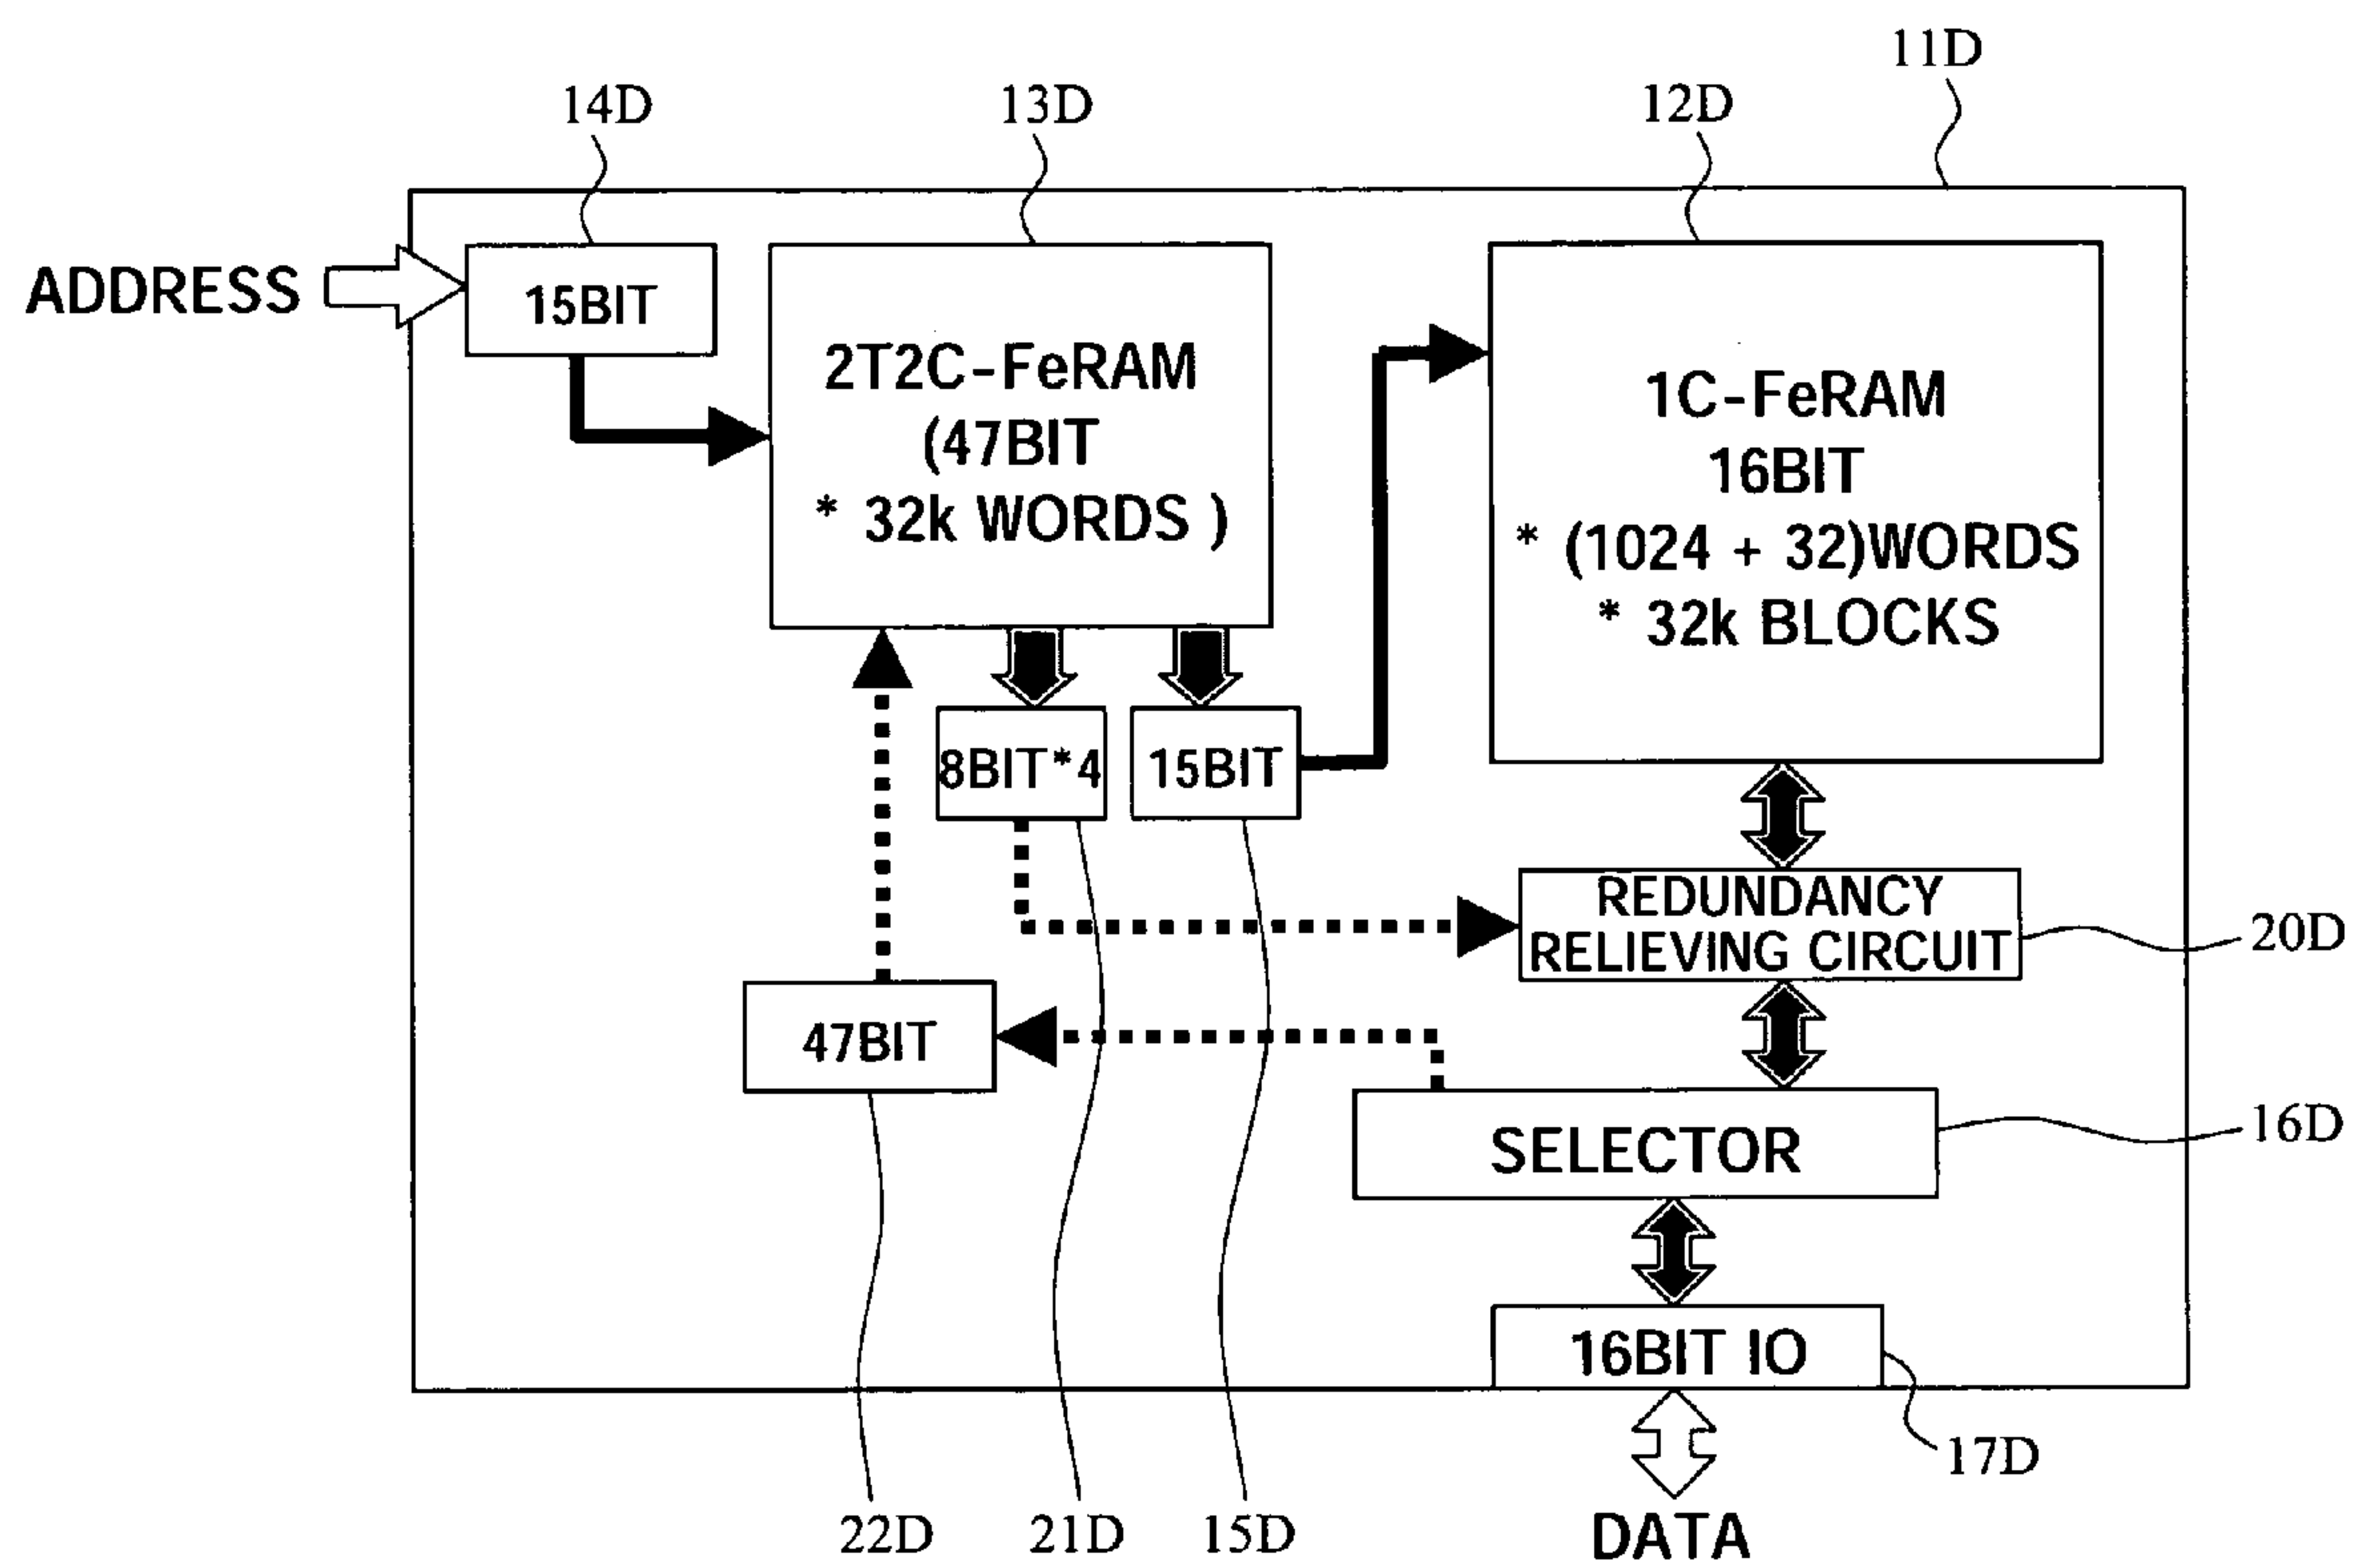 11D
14D
13D
12D
ADDRESS
15BIT
2T2C-FeRAM
(47BIT
* 32k WORDS )
1C-FeRAM
16BIT
* (1024 + 32)WORDS
* 32k BLOCKS
8BIT*4
15BIT
REDUNDANCY
RELIEVING CIRCUIT
20D
47BIT
SELECTOR
16D
16BIT IO
17D
22D
21D
15D
DATA